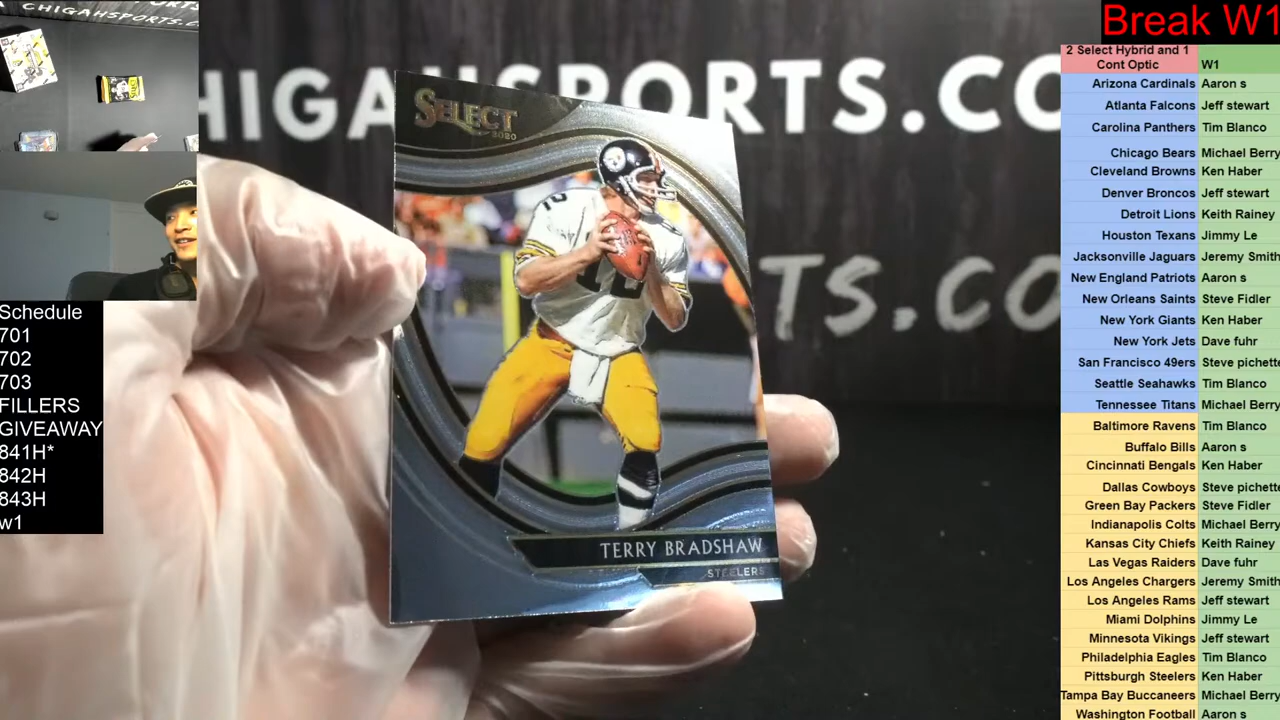 CHIGAHSPORTS.C
HIGAHSPORTS.CO
TS.CO
SELECT
2020
12
TERRY BRADSHAW
STEELERS
Schedule
701
702
703
FILLERS
GIVEAWAY
841H*
842H
843H
w1
Break W1
2 Select Hybrid and 1
Cont Optic W1
Arizona Cardinals Aaron s
Atlanta Falcons Jeff stewart
Carolina Panthers Tim Blanco
Chicago Bears Michael Berry
Cleveland Browns Ken Haber
Denver Broncos Jeff stewart
Detroit Lions Keith Rainey
Houston Texans Jimmy Le
Jacksonville Jaguars Jeremy Smith
New England Patriots Aaron s
New Orleans Saints Steve Fidler
New York Giants Ken Haber
New York Jets Dave fuhr
San Francisco 49ers Steve pichette
Seattle Seahawks Tim Blanco
Tennessee Titans Michael Berry
Baltimore Ravens Tim Blanco
Buffalo Bills Aaron s
Cincinnati Bengals Ken Haber
Dallas Cowboys Steve pichette
Green Bay Packers Steve Fidler
Indianapolis Colts Michael Berry
Kansas City Chiefs Keith Rainey
Las Vegas Raiders Dave fuhr
Los Angeles Chargers Jeremy Smith
Los Angeles Rams Jeff stewart
Miami Dolphins Jimmy Le
Minnesota Vikings Jeff stewart
Philadelphia Eagles Tim Blanco
Pittsburgh Steelers Ken Haber
Tampa Bay Buccaneers Michael Berry
Washington Football Aaron s